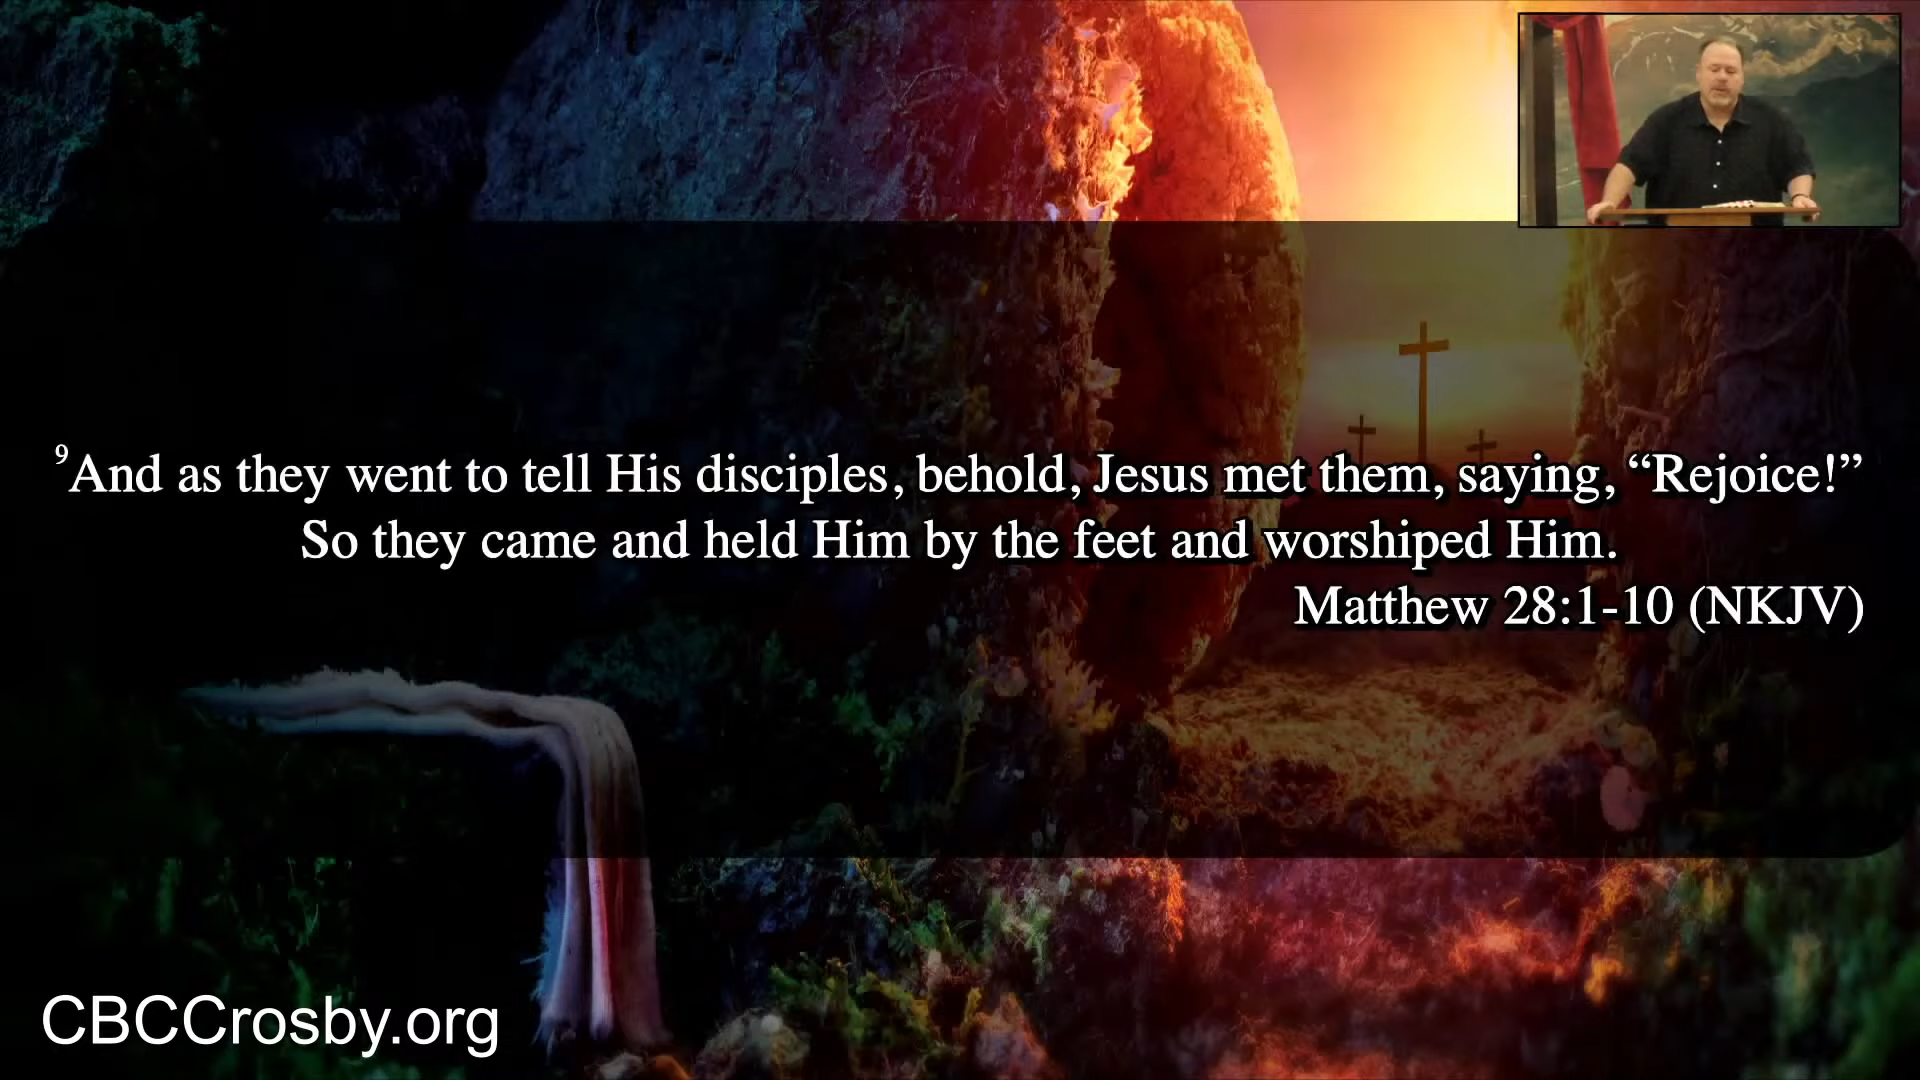 ⁹And as they went to tell His disciples, behold, Jesus met them, saying, “Rejoice!”
So they came and held Him by the feet and worshiped Him.
Matthew 28:1-10 (NKJV)
CBCCrosby.org